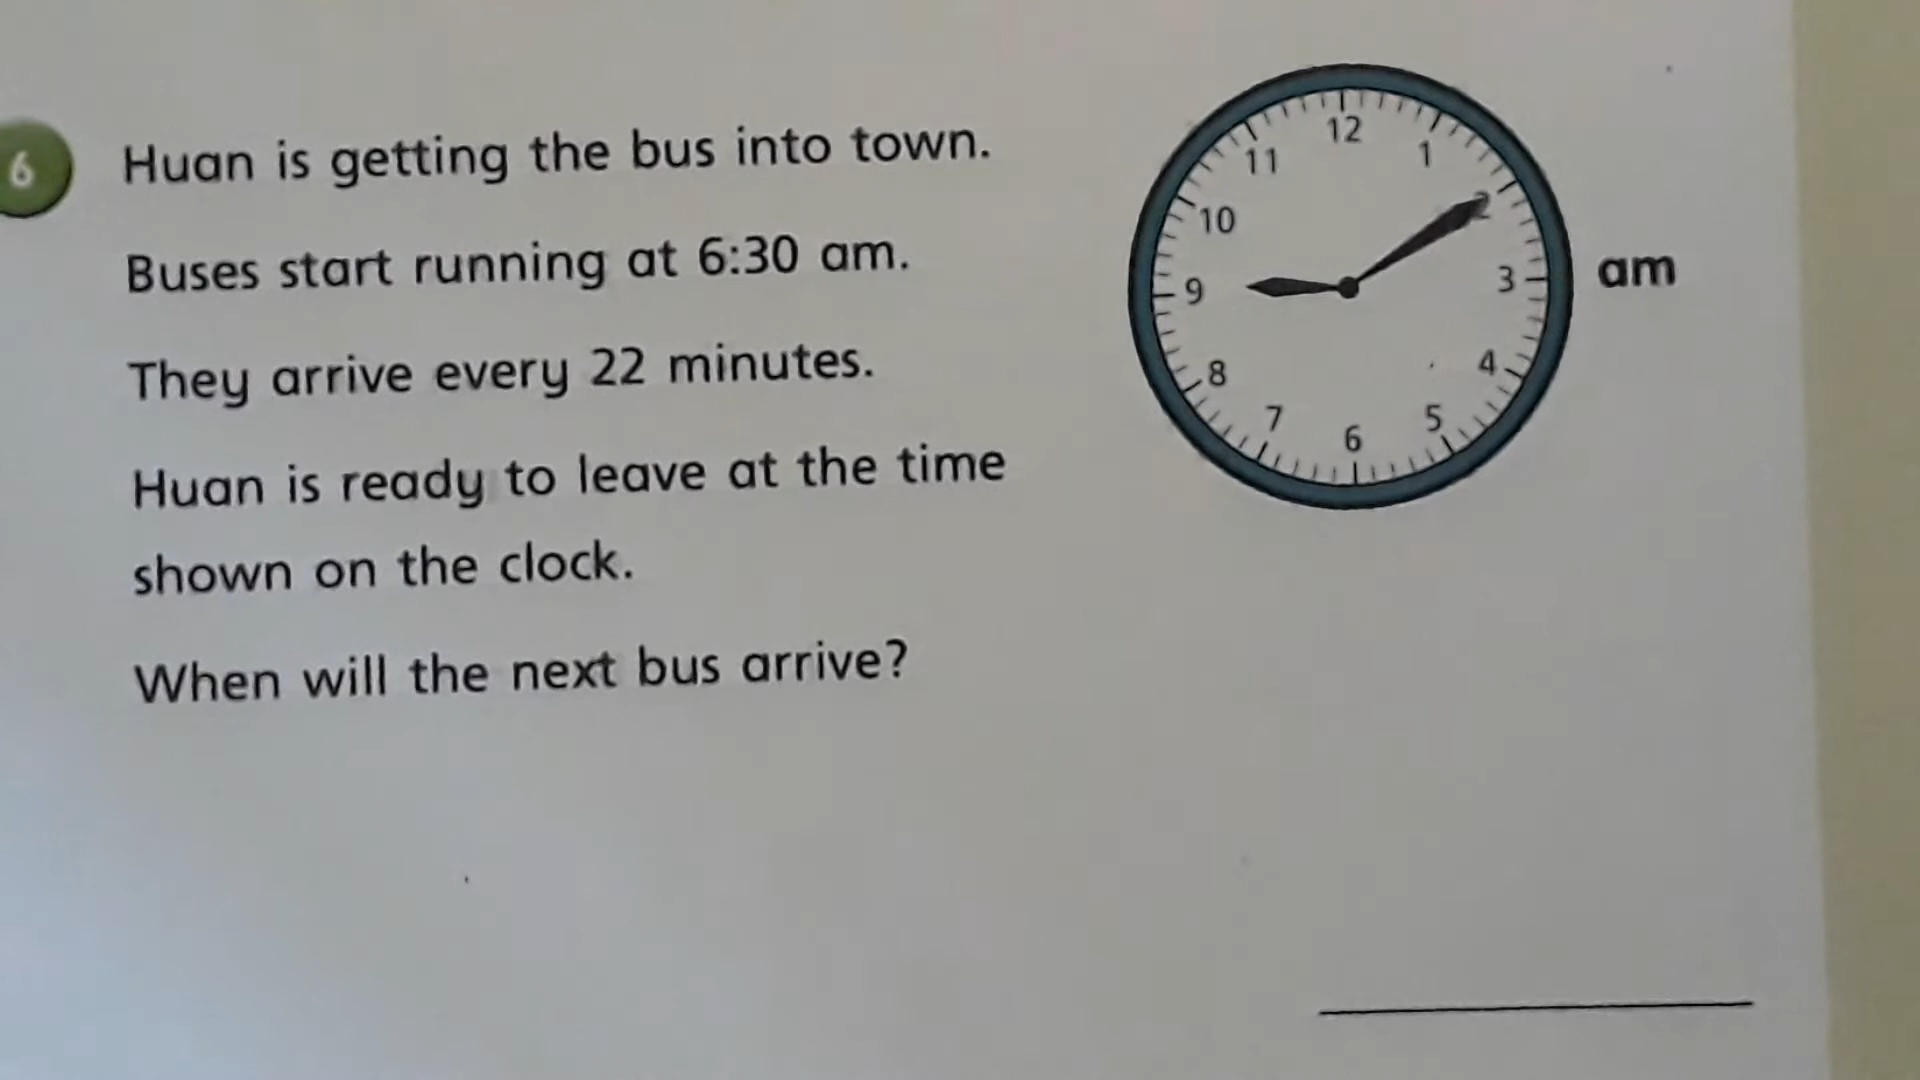 6 Huan is getting the bus into town.
Buses start running at 6:30 am.
They arrive every 22 minutes.
Huan is ready to leave at the time
shown on the clock.
When will the next bus arrive?
12
1
2
3
4
5
6
7
8
9
10
11
am